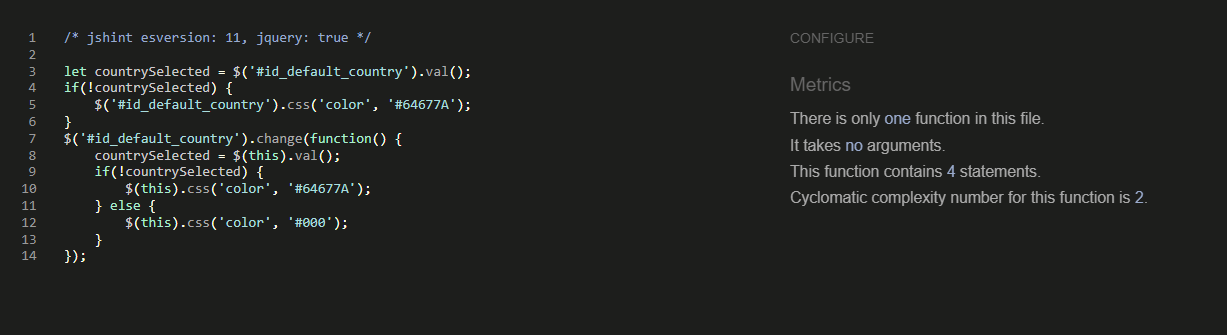 1 /* jshint esversion: 11, jquery: true */
2
3 let countrySelected = $('#id_default_country').val();
4 if(!countrySelected) {
5     $('#id_default_country').css('color', '#64677A');
6 }
7 $('#id_default_country').change(function() {
8     countrySelected = $(this).val();
9     if(!countrySelected) {
10         $(this).css('color', '#64677A');
11     } else {
12         $(this).css('color', '#000');
13     }
14 });
CONFIGURE
Metrics
There is only one function in this file.
It takes no arguments.
This function contains 4 statements.
Cyclomatic complexity number for this function is 2.